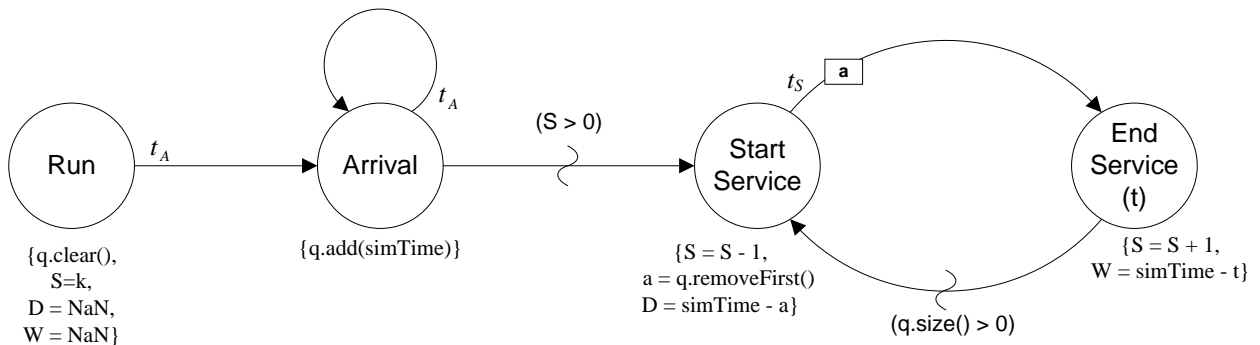 Run
{q.clear(),
S=k,
D = NaN,
W = NaN}
t_A
Arrival
{q.add(simTime)}
t_A
(S > 0)
Start
Service
{S = S - 1,
a = q.removeFirst()
D = simTime - a}
t_S
a
End
Service
(t)
{S = S + 1,
W = simTime - t}
(q.size() > 0)